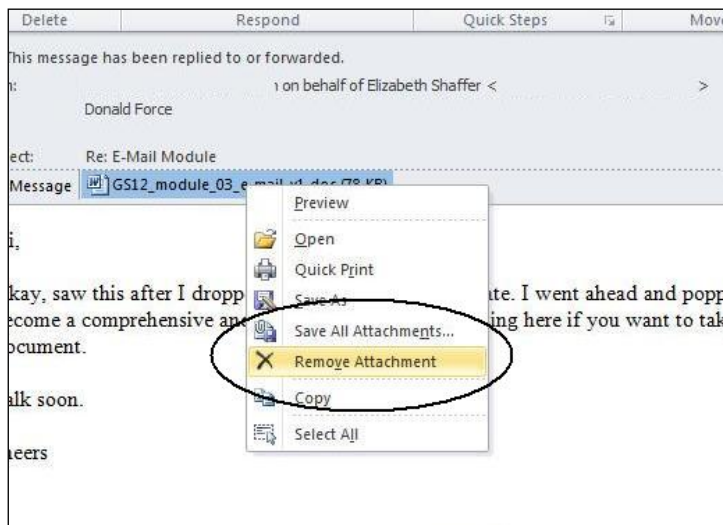 Delete Respond Quick Steps Mov
This message has been replied to or forwarded.
on behalf of Elizabeth Shaffer < >
Donald Force
ect: Re: E-Mail Module
Message GS12_module_03_e-mail_v1.doc (78 KB)
Preview
i,
Open
Quick Print
kay, saw this after I dropp te. I went ahead and popp
Save As
ecome a comprehensive an ing here if you want to tak
Save All Attachments...
ocument.
Remove Attachment
alk soon.
Copy
Select All
heers